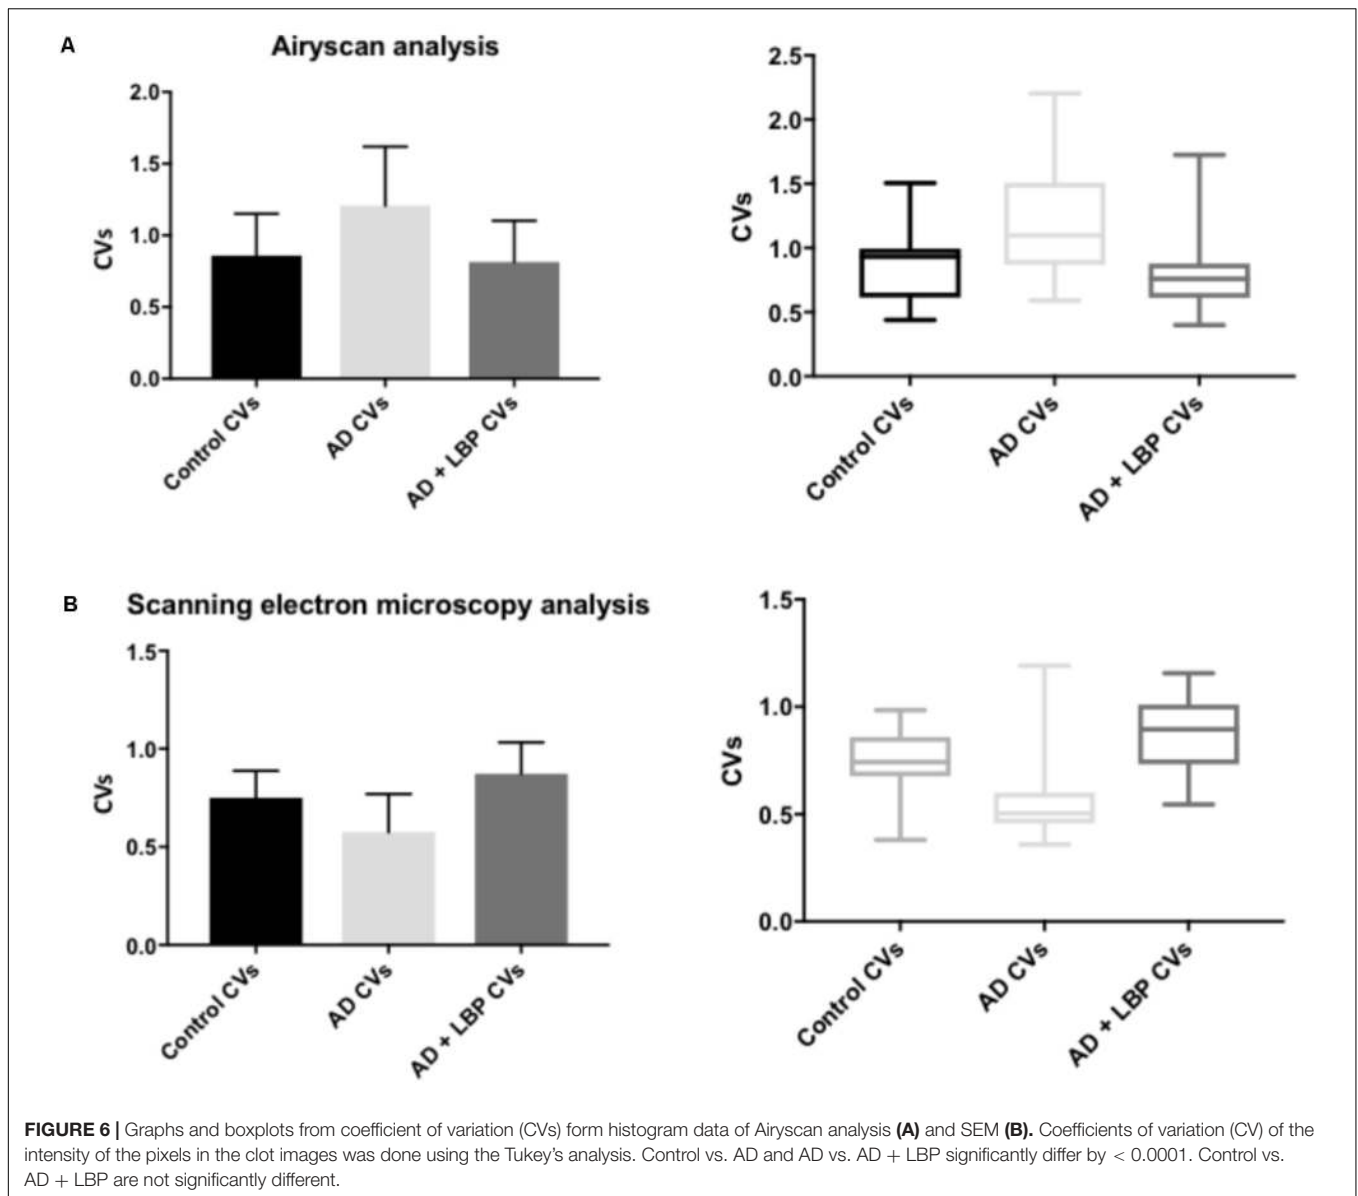 A
Airyscan analysis
2.0
1.5
1.0
0.5
0.0
CVs
Control CVs
AD CVs
AD + LBP CVs
2.5
2.0
1.5
1.0
0.5
0.0
CVs
Control CVs
AD CVs
AD + LBP CVs
B
Scanning electron microscopy analysis
1.5
1.0
0.5
0.0
CVs
Control CVs
AD CVs
AD + LBP CVs
1.5
1.0
0.5
0.0
CVs
Control CVs
AD CVs
AD + LBP CVs
FIGURE 6 | Graphs and boxplots from coefficient of variation (CVs) form histogram data of Airyscan analysis (A) and SEM (B). Coefficients of variation (CV) of the
intensity of the pixels in the clot images was done using the Tukey's analysis. Control vs. AD and AD vs. AD + LBP significantly differ by < 0.0001. Control vs.
AD + LBP are not significantly different.